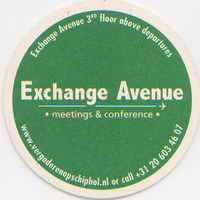 Exchange Avenue 3RD floor above departures
Exchange Avenue
• meetings & conference •
www.vergaderenopschiphol.nl or call +31 20 603 46 07